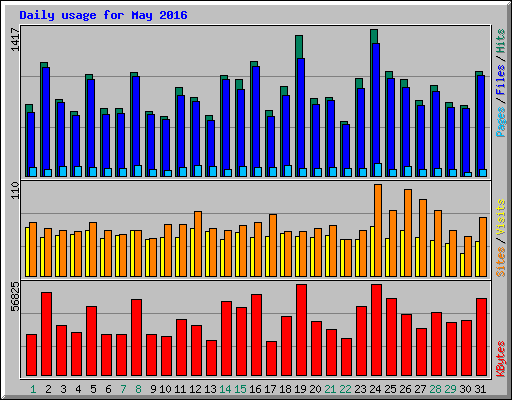 Daily usage for May 2016
1417
Pages / Files / Hits
110
Sites / Visits
56825
KBytes
1 2 3 4 5 6 7 8 9 10 11 12 13 14 15 16 17 18 19 20 21 22 23 24 25 26 27 28 29 30 31